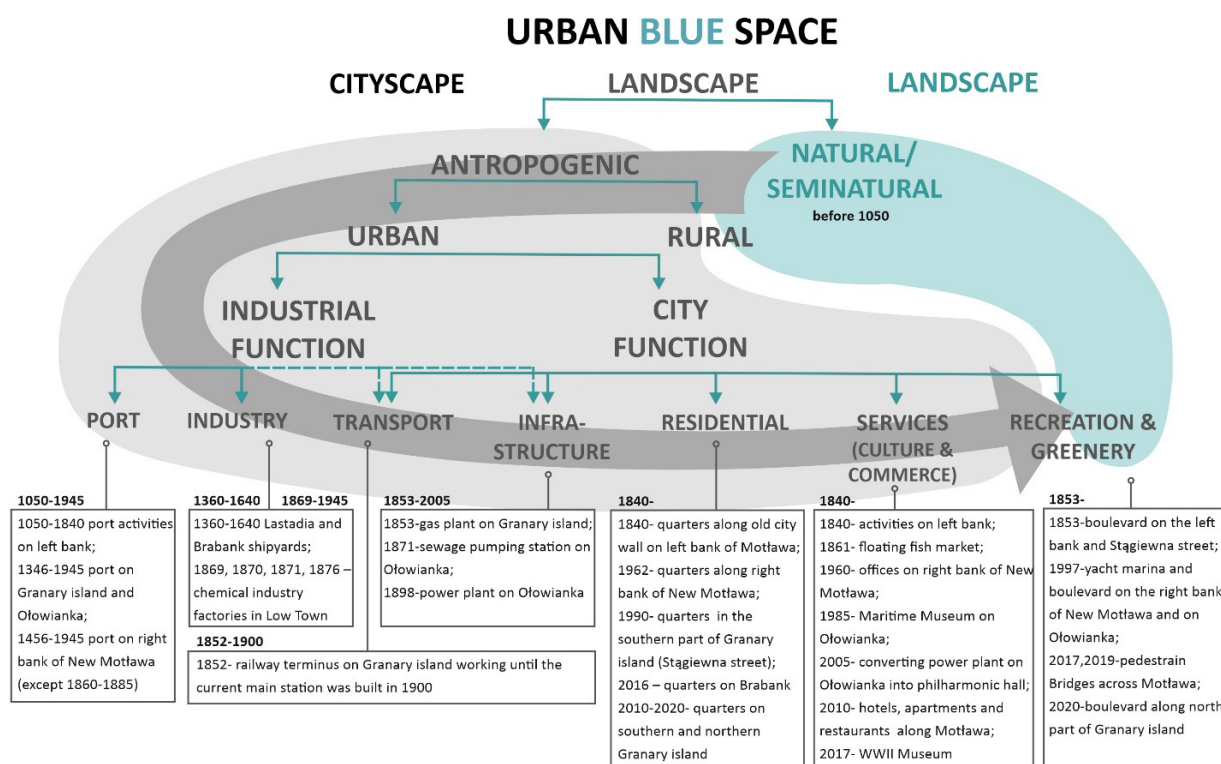 URBAN BLUE SPACE
CITYSCAPE
LANDSCAPE
LANDSCAPE
ANTROPOGENIC
NATURAL/
SEMINATURAL
before 1050
URBAN
RURAL
INDUSTRIAL
FUNCTION
CITY
FUNCTION
PORT
INDUSTRY
TRANSPORT
INFRA-
STRUCTURE
RESIDENTIAL
SERVICES
(CULTURE &
COMMERCE)
RECREATION &
GREENERY
1050-1945
1050-1840 port activities
on left bank;
1346-1945 port on
Granary island and
Ołowianka;
1456-1945 port on right
bank of New Motława
(except 1860-1885)
1360-1640 1869-1945
1360-1640 Lastadia and
Brabank shipyards;
1869, 1870, 1871, 1876 –
chemical industry
factories in Low Town
1852-1900
1852- railway terminus on Granary island working until the
current main station was built in 1900
1853-2005
1853-gas plant on Granary island;
1871-sewage pumping station on
Ołowianka;
1898-power plant on Ołowianka
1840-
1840- quarters along old city
wall on left bank of Motława;
1962- quarters along right
bank of New Motława;
1990- quarters in the
southern part of Granary
island (Stągiewna street);
2016 – quarters on Brabank
2010-2020- quarters on
southern and northern
Granary island
1840-
1840- activities on left bank;
1861- floating fish market;
1960- offices on right bank of New
Motława;
1985- Maritime Museum on
Ołowianka;
2005- converting power plant on
Ołowianka into philharmonic hall;
2010- hotels, apartments and
restaurants along Motława;
2017- WWII Museum
1853-
1853-boulevard on the left
bank and Stągiewna street;
1997-yacht marina and
boulevard on the right bank
of New Motława and on
Ołowianka;
2017,2019-pedestrain
Bridges across Motława;
2020-boulevard along north
part of Granary island